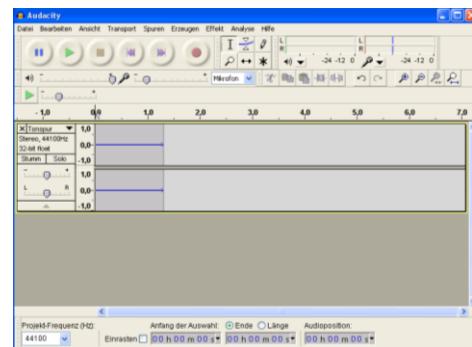 Audacity
Datei Bearbeiten Ansicht Transport Spuren Erzeugen Effekt Analyse Hilfe
L R -24 -12 0 L R -24 -12 0
Mikrofon
- 1,0 0,0 1,0 2,0 3,0 4,0 5,0 6,0 7,0
X Tonspur 1,0
Stereo, 44100Hz 0,0-
32-bit float
Stumm Solo -1,0
- + 1,0
L R 0,0-
-1,0
Projekt-Frequenz (Hz): Anfang der Auswahl: Ende Länge Audioposition:
44100 Einrasten 00 h 00 m 00 s 00 h 00 m 00 s 00 h 00 m 00 s